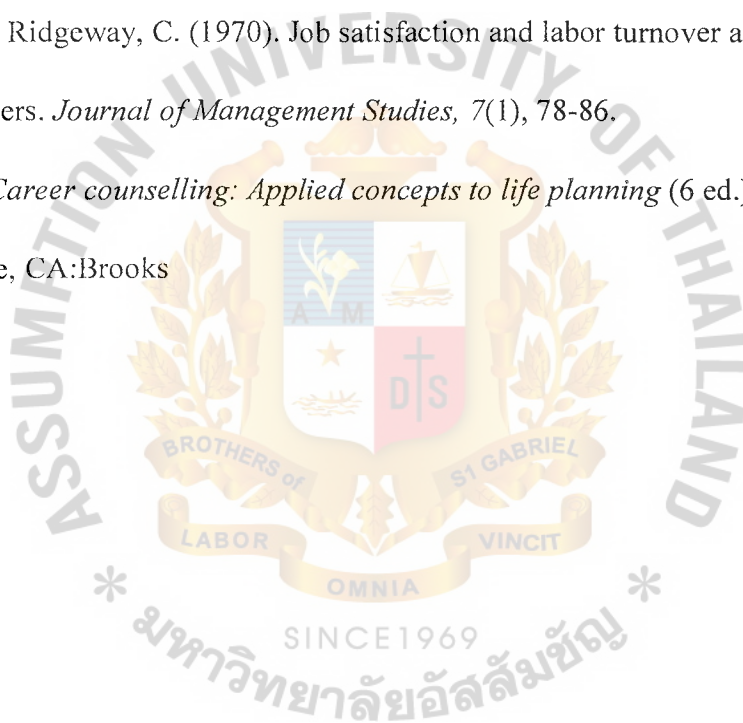 Ridgeway, C. (1970). Job satisfaction and labor turnover a
ers. Journal of Management Studies, 7(1), 78-86.
Career counselling: Applied concepts to life planning (6 ed.)
e, CA:Brooks
ASSUMPTION UNIVERSITY OF THAILAND
A M
D S
BROTHERS of ST GABRIEL
LABOR OMNIA VINCIT
* SINCE 1969 *
มหาวิทยาลัยอัสสัมชัญ